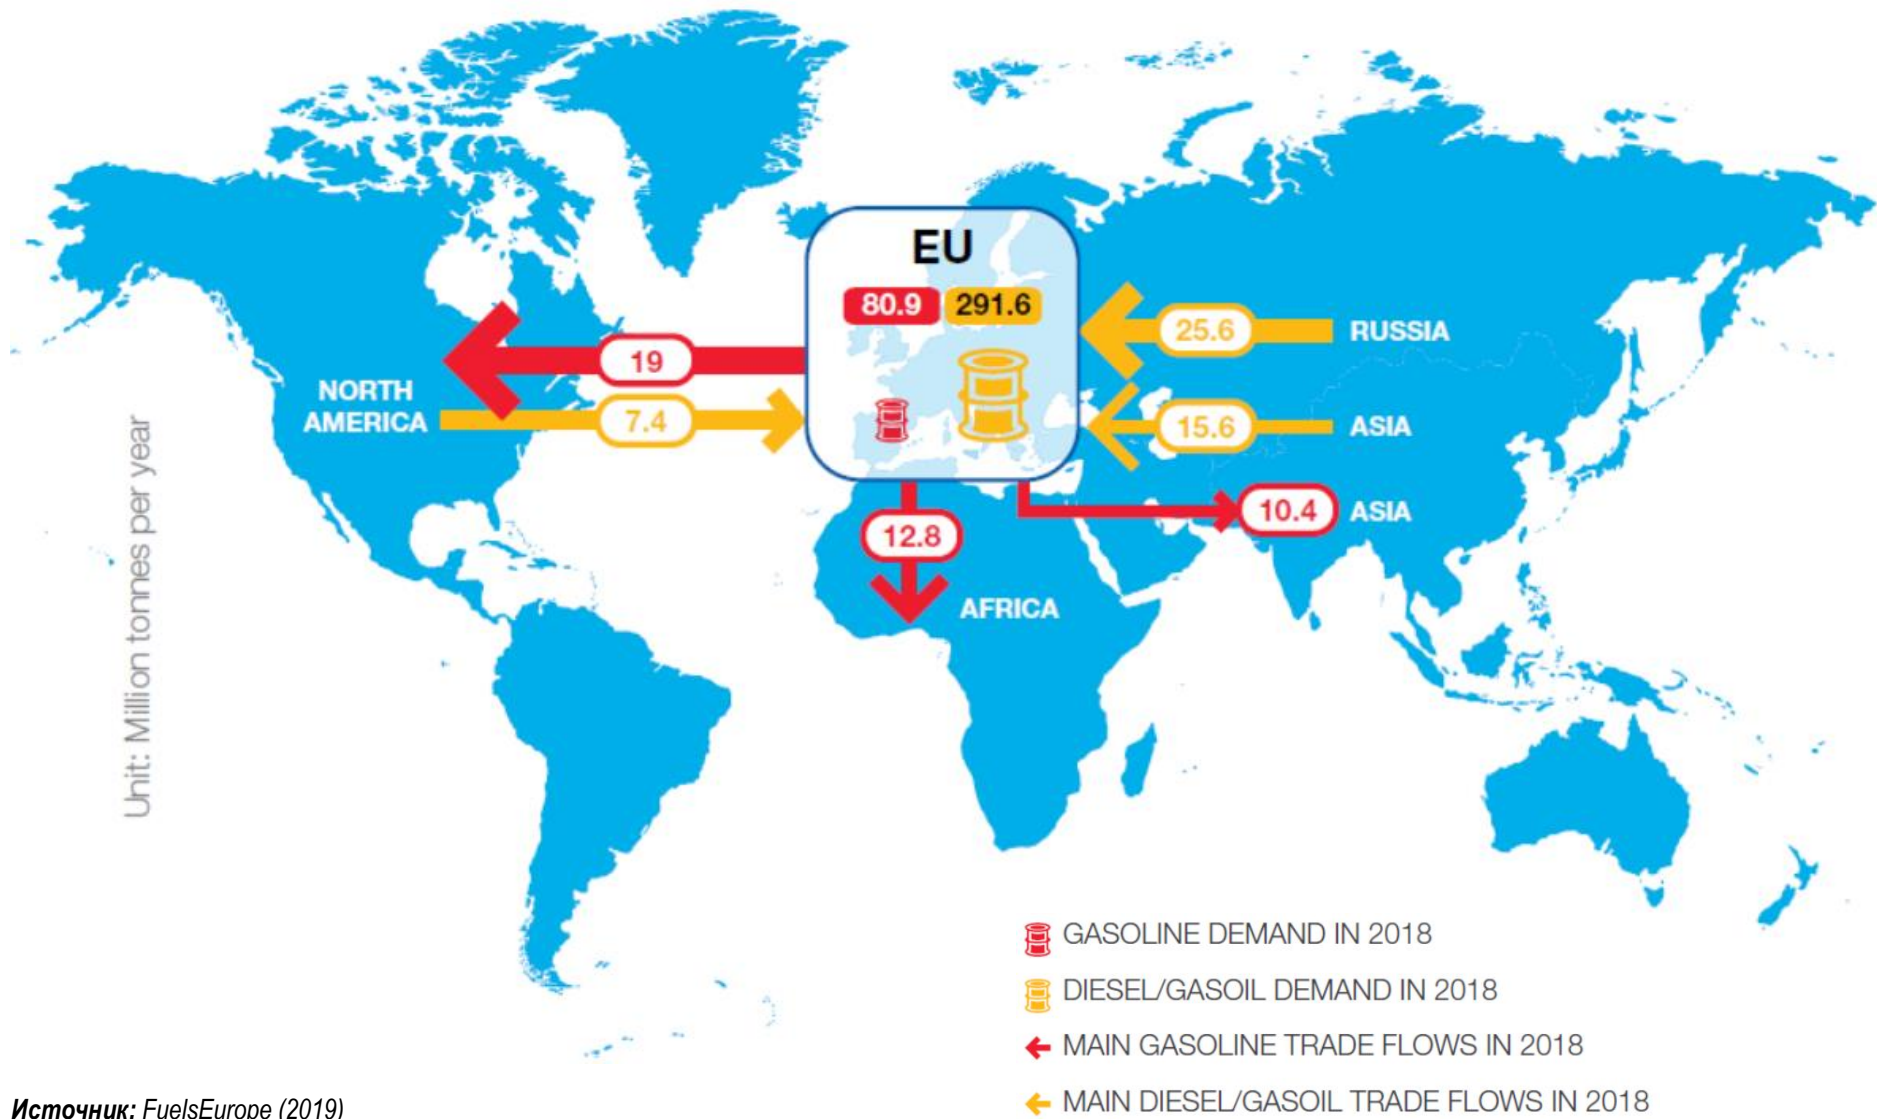 EU
80.9 291.6
25.6 RUSSIA
19
NORTH
AMERICA
7.4
15.6 ASIA
10.4 ASIA
12.8
AFRICA
Unit: Million tonnes per year
GASOLINE DEMAND IN 2018
DIESEL/GASOIL DEMAND IN 2018
MAIN GASOLINE TRADE FLOWS IN 2018
MAIN DIESEL/GASOIL TRADE FLOWS IN 2018
Источник: FuelsEurope (2019)